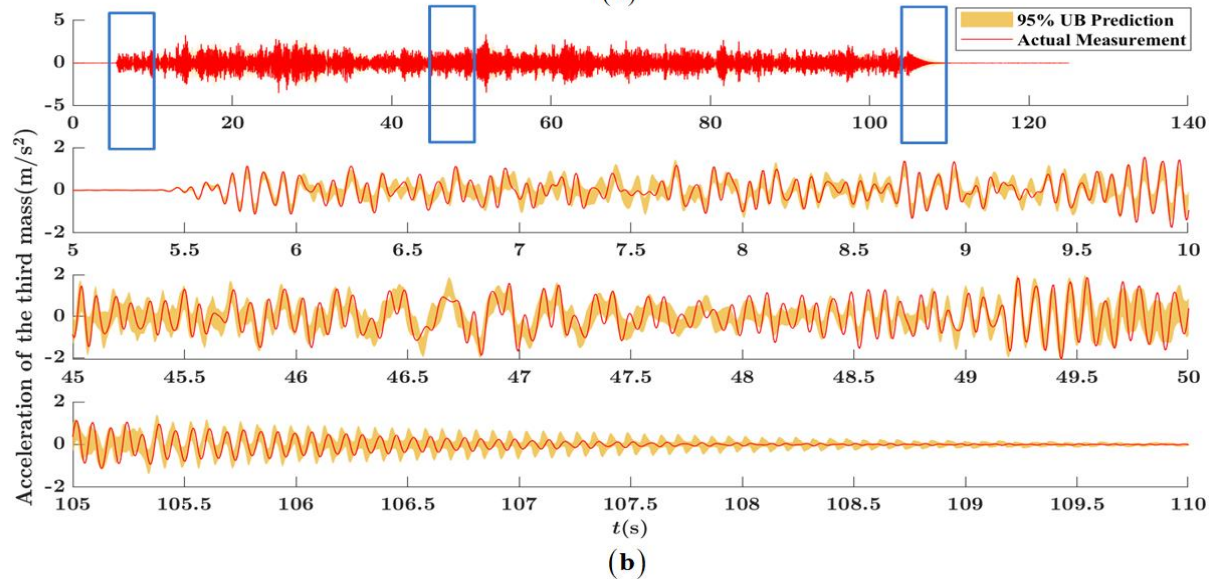 5
95% UB Prediction
Actual Measurement
0
-5
0 20 40 60 80 100 120 140
2
0
-2
5 5.5 6 6.5 7 7.5 8 8.5 9 9.5 10
2
0
-2
45 45.5 46 46.5 47 47.5 48 48.5 49 49.5 50
2
0
-2
105 105.5 106 106.5 107 107.5 108 108.5 109 109.5 110
Acceleration of the third mass(m/s²)
t(s)
(b)